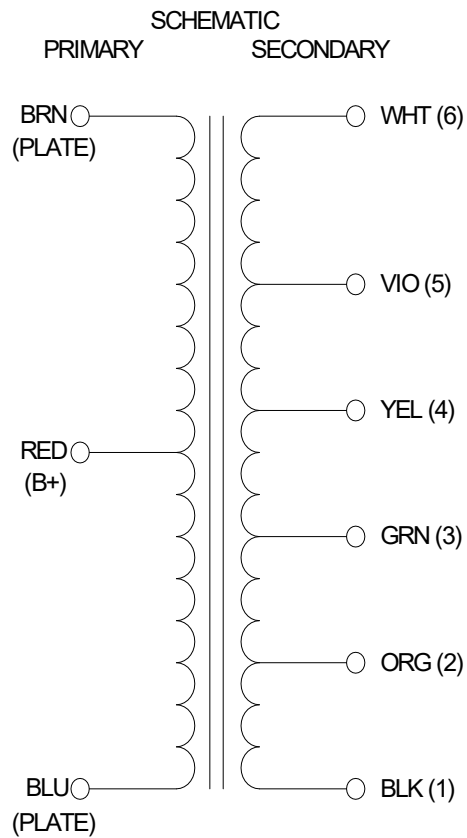 SCHEMATIC
PRIMARY SECONDARY
BRN
(PLATE)
WHT (6)
VIO (5)
YEL (4)
RED
(B+)
GRN (3)
ORG (2)
BLU
(PLATE)
BLK (1)